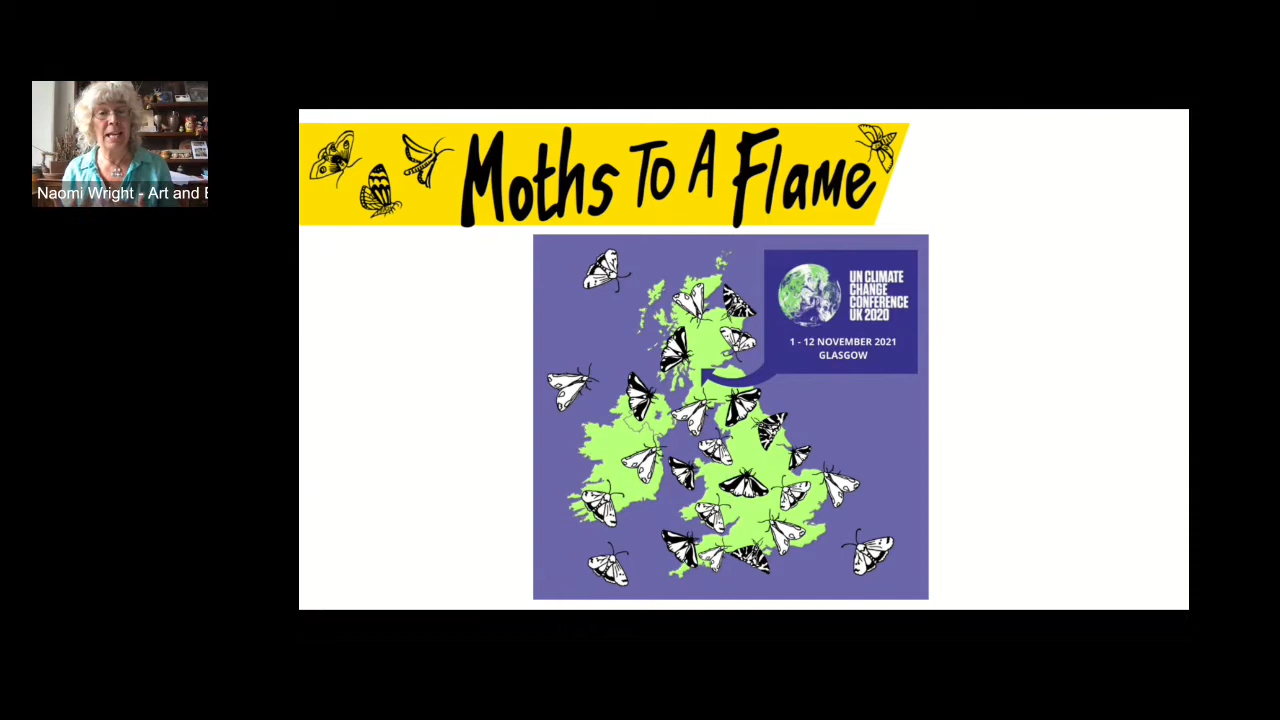 Naomi Wright - Art and
Moths To A Flame
UN CLIMATE
CHANGE
CONFERENCE
UK 2020
1 - 12 NOVEMBER 2021
GLASGOW